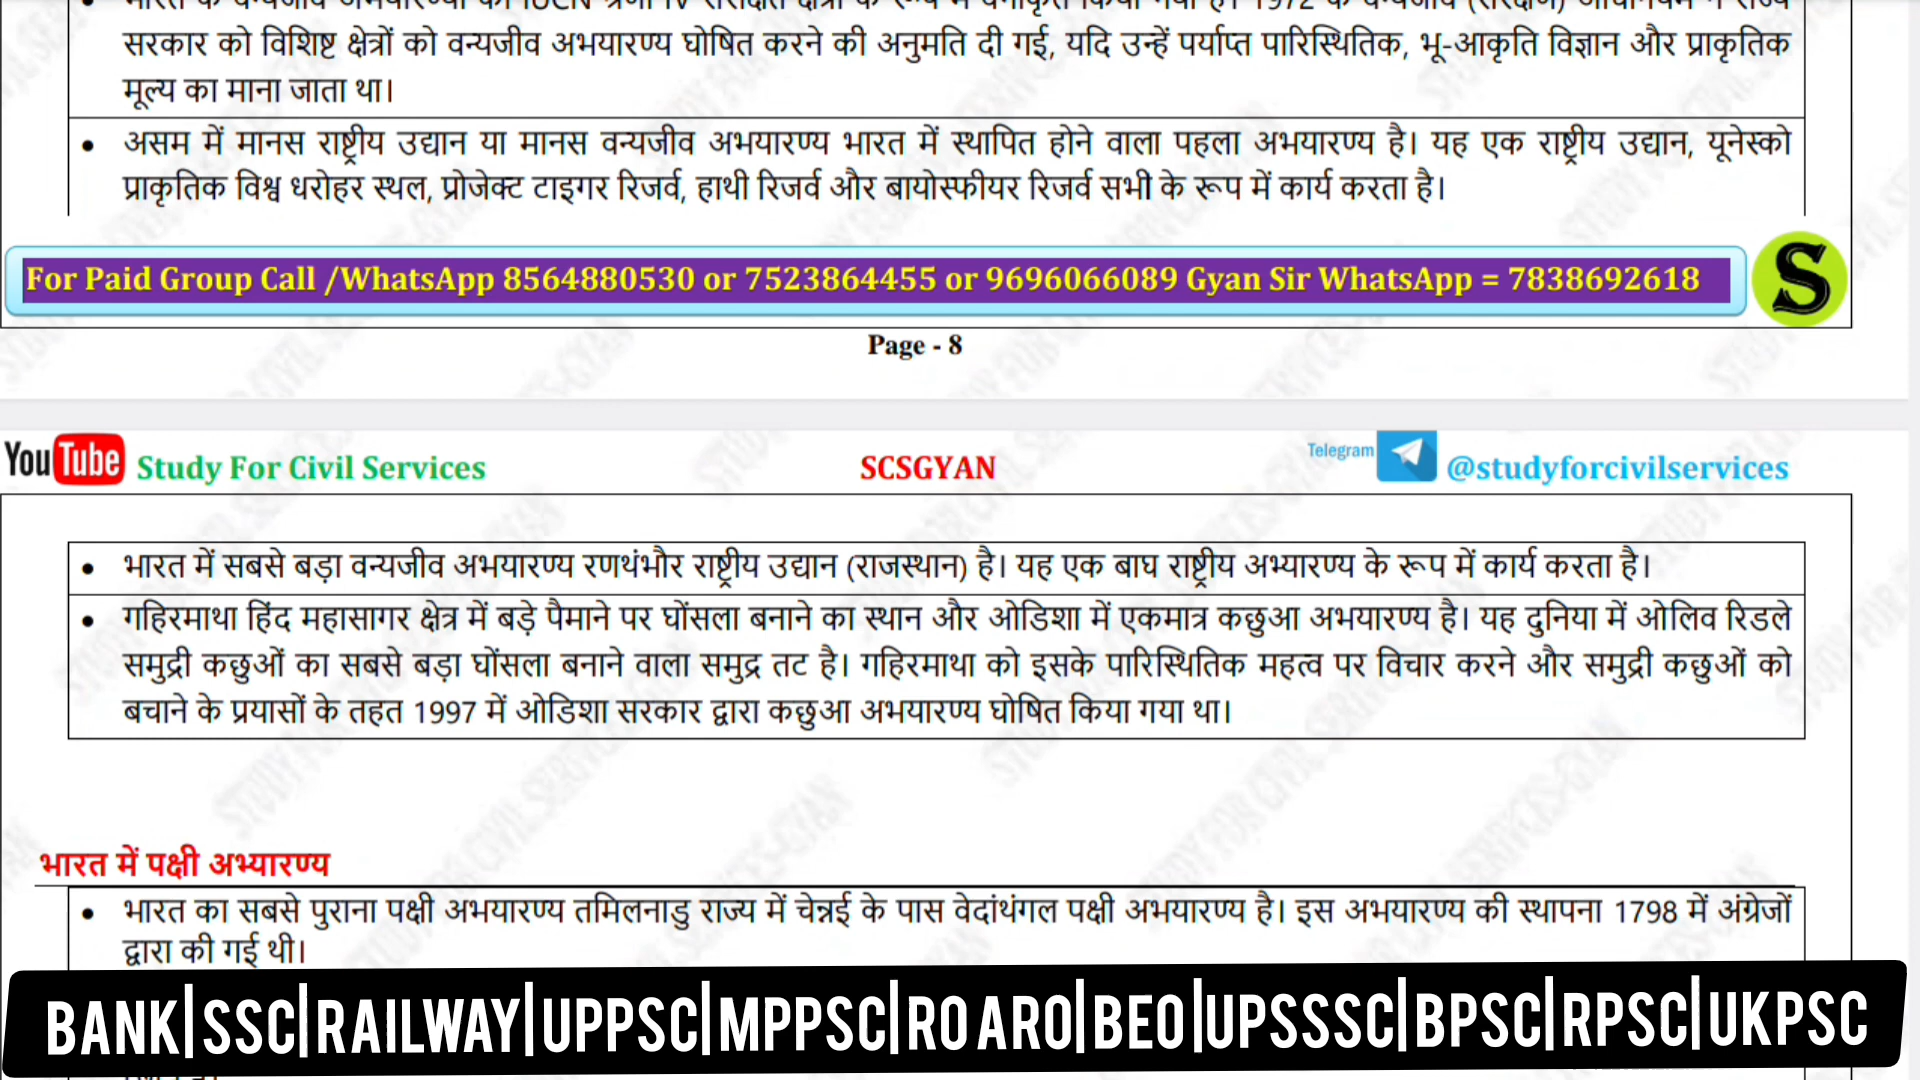 सरकार को विशिष्ट क्षेत्रों को वन्यजीव अभयारण्य घोषित करने की अनुमति दी गई, यदि उन्हें पर्याप्त पारिस्थितिक, भू-आकृति विज्ञान और प्राकृतिक
मूल्य का माना जाता था।
• असम में मानस राष्ट्रीय उद्यान या मानस वन्यजीव अभयारण्य भारत में स्थापित होने वाला पहला अभयारण्य है। यह एक राष्ट्रीय उद्यान, यूनेस्को
प्राकृतिक विश्व धरोहर स्थल, प्रोजेक्ट टाइगर रिजर्व, हाथी रिजर्व और बायोस्फीयर रिजर्व सभी के रूप में कार्य करता है।
For Paid Group Call /WhatsApp 8564880530 or 7523864455 or 9696066089 Gyan Sir WhatsApp = 7838692618
S
Page - 8
YouTube Study For Civil Services SCSGYAN Telegram @studyforcivilservices
• भारत में सबसे बड़ा वन्यजीव अभयारण्य रणथंभौर राष्ट्रीय उद्यान (राजस्थान) है। यह एक बाघ राष्ट्रीय अभ्यारण्य के रूप में कार्य करता है।
• गहिरमाथा हिंद महासागर क्षेत्र में बड़े पैमाने पर घोंसला बनाने का स्थान और ओडिशा में एकमात्र कछुआ अभयारण्य है। यह दुनिया में ओलिव रिडले
समुद्री कछुओं का सबसे बड़ा घोंसला बनाने वाला समुद्र तट है। गहिरमाथा को इसके पारिस्थितिक महत्व पर विचार करने और समुद्री कछुओं को
बचाने के प्रयासों के तहत 1997 में ओडिशा सरकार द्वारा कछुआ अभयारण्य घोषित किया गया था।
भारत में पक्षी अभ्यारण्य
• भारत का सबसे पुराना पक्षी अभयारण्य तमिलनाडु राज्य में चेन्नई के पास वेदांथंगल पक्षी अभयारण्य है। इस अभयारण्य की स्थापना 1798 में अंग्रेजों
द्वारा की गई थी।
BANK|SSC|RAILWAY|UPPSC|MPPSC|RO ARO|BEO|UPSSSC|BPSC|RPSC|UKPSC